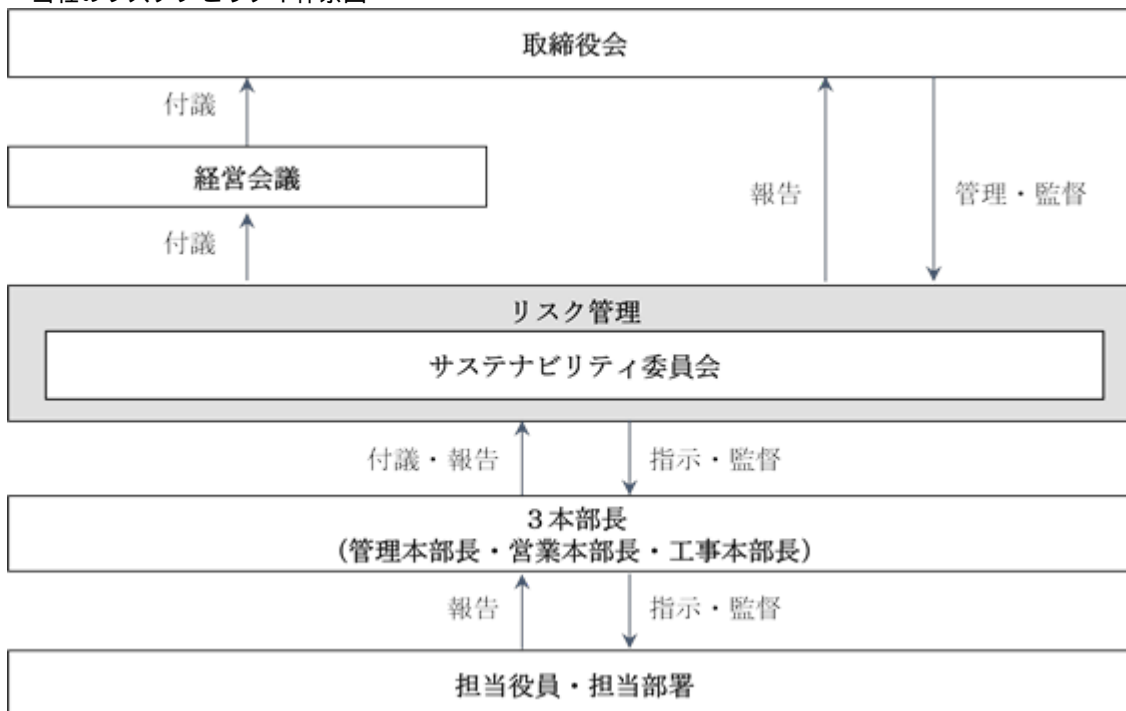 取締役会
付議
経営会議
報告
管理・監督
付議
リスク管理
サステナビリティ委員会
付議・報告
指示・監督
3本部長
(管理本部長・営業本部長・工事本部長)
報告
指示・監督
担当役員・担当部署